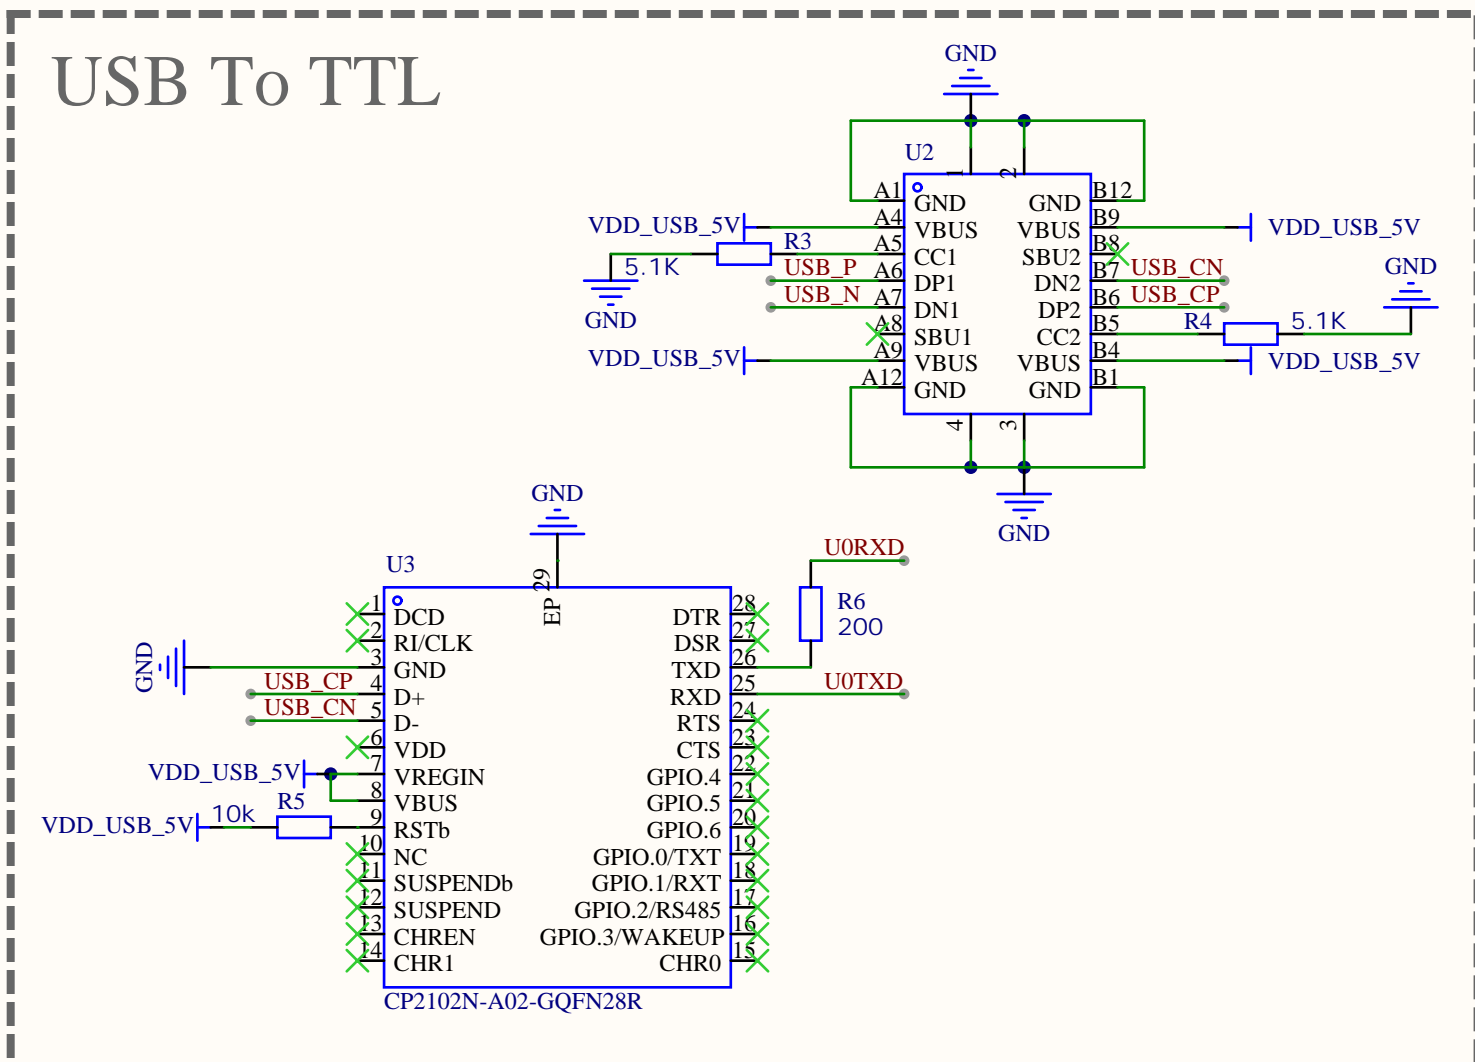 USB To TTL
GND
U2
1
2
A1
GND
GND
B12
VDD_USB_5V
A4
VBUS
VBUS
B9
VDD_USB_5V
R3
5.1K
A5
CC1
SBU2
B8
GND
USB_P
A6
DP1
DN2
B7
USB_CN
GND
USB_N
A7
DN1
DP2
B6
USB_CP
A8
SBU1
CC2
B5
R4
5.1K
VDD_USB_5V
A9
VBUS
VBUS
B4
VDD_USB_5V
A12
GND
GND
B1
4
3
GND
GND
U3
29
EP
U0RXD
R6
200
1
DCD
DTR
28
2
RI/CLK
DSR
27
GND
3
GND
TXD
26
USB_CP
4
D+
RXD
25
U0TXD
USB_CN
5
D-
RTS
24
6
VDD
CTS
23
VDD_USB_5V
7
VREGIN
GPIO.4
22
8
VBUS
GPIO.5
21
VDD_USB_5V
10k
R5
9
RSTb
GPIO.6
20
10
NC
GPIO.0/TXT
19
11
SUSPENDb
GPIO.1/RXT
18
12
SUSPEND
GPIO.2/RS485
17
13
CHREN
GPIO.3/WAKEUP
16
14
CHR1
CHR0
15
CP2102N-A02-GQFN28R